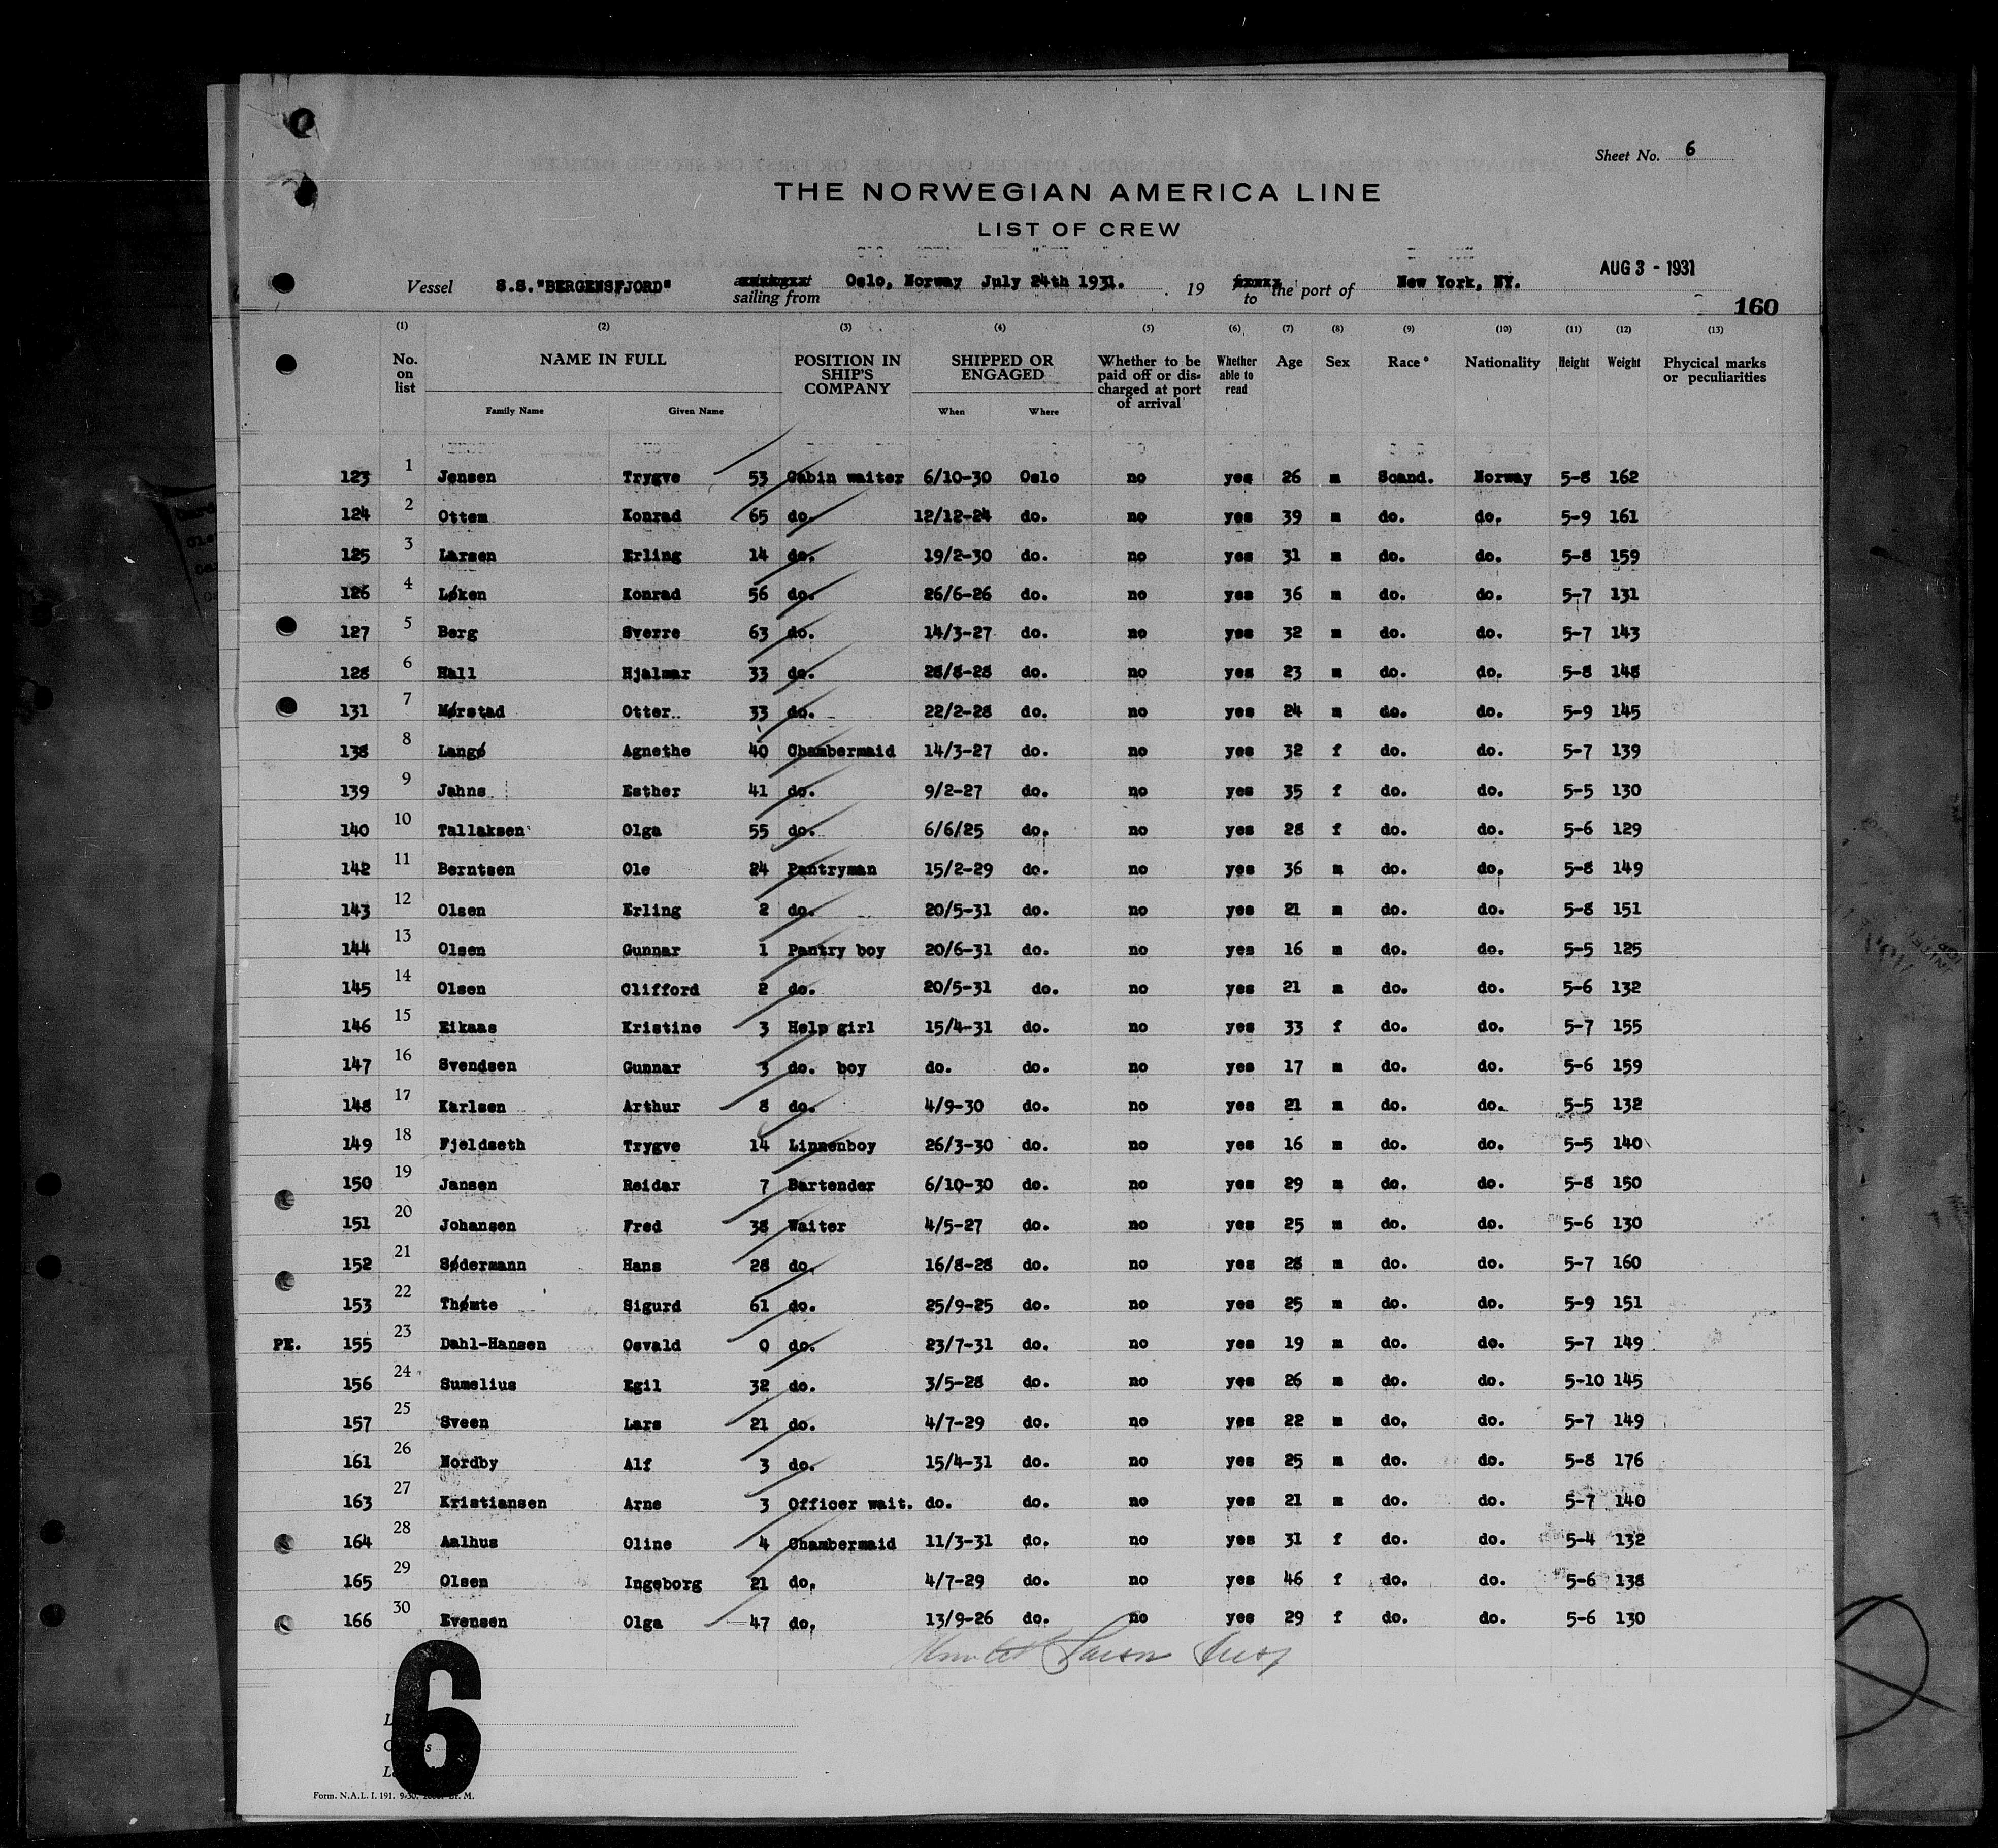 Sheet No. 6
THE NORWEGIAN AMERICA LINE
LIST OF CREW
AUG 3 - 1931
Vessel S.S."BERGENSFJORD" sailing from Oslo, Norway July 24th 1931. . 19 to the port of New York, NY.
160
(1) (2) (3) (4) (5) (6) (7) (8) (9) (10) (11) (12) (13)
No. on list NAME IN FULL POSITION IN SHIP'S COMPANY SHIPPED OR ENGAGED Whether to be paid off or discharged at port of arrival Whether able to read Age Sex Race* Nationality Height Weight Phycical marks or peculiarities
Family Name Given Name When Where
123 1 Jensen Trygve 53 Cabin waiter 6/10-30 Oslo no yes 26 m Scand. Norway 5-8 162
124 2 Ottem Konrad 65 do. 12/12-24 do. no yes 39 m do. do. 5-9 161
125 3 Larsen Erling 14 do. 19/2-30 do. no yes 31 m do. do. 5-8 159
126 4 Løken Konrad 56 do. 26/6-26 do. no yes 36 m do. do. 5-7 131
127 5 Berg Sverre 63 do. 14/3-27 do. no yes 32 m do. do. 5-7 143
128 6 Hall Hjalmar 33 do. 28/8-28 do. no yes 23 m do. do. 5-8 148
131 7 Mørstad Otter 33 do. 22/2-28 do. no yes 24 m do. do. 5-9 145
138 8 Langø Agnethe 40 Chambermaid 14/3-27 do. no yes 32 f do. do. 5-7 139
139 9 Jahns Esther 41 do. 9/2-27 do. no yes 35 f do. do. 5-5 130
140 10 Tallaksen Olga 55 do. 6/6/25 do. no yes 28 f do. do. 5-6 129
142 11 Berntsen Ole 24 Pantryman 15/2-29 do. no yes 36 m do. do. 5-8 149
143 12 Olsen Erling 2 do. 20/5-31 do. no yes 21 m do. do. 5-8 151
144 13 Olsen Gunnar 1 Pantry boy 20/6-31 do. no yes 16 m do. do. 5-5 125
145 14 Olsen Clifford 2 do. 20/5-31 do. no yes 21 m do. do. 5-6 132
146 15 Eikaas Kristine 3 Help girl 15/4-31 do. no yes 33 f do. do. 5-7 155
147 16 Svendsen Gunnar 3 do. boy do. do. no yes 17 m do. do. 5-6 159
148 17 Karlsen Arthur 8 do. 4/9-30 do. no yes 21 m do. do. 5-5 132
149 18 Fjeldseth Trygve 14 Linnenboy 26/3-30 do. no yes 16 m do. do. 5-5 140
150 19 Jansen Reidar 7 Bartender 6/10-30 do. no yes 29 m do. do. 5-8 150
151 20 Johansen Fred 38 Waiter 4/5-27 do. no yes 25 m do. do. 5-6 130
152 21 Sødermann Hans 28 do. 16/8-28 do. no yes 28 m do. do. 5-7 160
153 22 Thømte Sigurd 61 do. 25/9-25 do. no yes 25 m do. do. 5-9 151
PE. 155 23 Dahl-Hansen Osvald 0 do. 23/7-31 do. no yes 19 m do. do. 5-7 149
156 24 Sumelius Egil 32 do. 3/5-28 do. no yes 26 m do. do. 5-10 145
157 25 Sveen Lars 21 do. 4/7-29 do. no yes 22 m do. do. 5-7 149
161 26 Nordby Alf 3 do. 15/4-31 do. no yes 25 m do. do. 5-8 176
163 27 Kristiansen Arne 3 Officer wait. do. do. no yes 21 m do. do. 5-7 140
164 28 Aalhus Oline 4 Chambermaid 11/3-31 do. no yes 31 f do. do. 5-4 132
165 29 Olsen Ingeborg 21 do. 4/7-29 do. no yes 46 f do. do. 5-6 138
166 30 Evensen Olga 47 do. 13/9-26 do. no yes 29 f do. do. 5-6 130
6
Form. N.A.L. I. 191. 9-30.